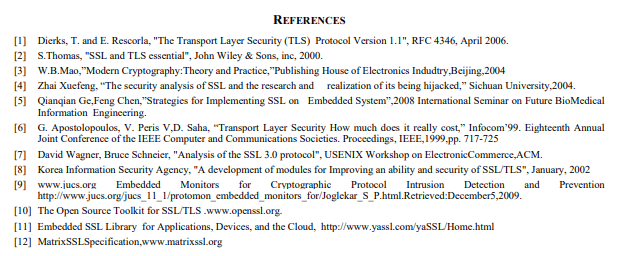 REFERENCES
[1] Dierks, T. and E. Rescorla, "The Transport Layer Security (TLS) Protocol Version 1.1", RFC 4346, April 2006.
[2] S.Thomas, "SSL and TLS essential", John Wiley & Sons, inc, 2000.
[3] W.B.Mao,"Modern Cryptography:Theory and Practice,"Publishing House of Electronics Indudtry,Beijing,2004
[4] Zhai Xuefeng, "The security analysis of SSL and the research and realization of its being hijacked," Sichuan University,2004.
[5] Qianqian Ge,Feng Chen,"Strategies for Implementing SSL on Embedded System",2008 International Seminar on Future BioMedical
Information Engineering.
[6] G. Apostolopoulos, V. Peris V,D. Saha, "Transport Layer Security How much does it really cost," Infocom'99. Eighteenth Annual
Joint Conference of the IEEE Computer and Communications Societies. Proceedings, IEEE,1999,pp. 717-725
[7] David Wagner, Bruce Schneier, "Analysis of the SSL 3.0 protocol", USENIX Workshop on ElectronicCommerce,ACM.
[8] Korea Information Security Agency, "A development of modules for Improving an ability and security of SSL/TLS", January, 2002
[9] www.jucs.org Embedded Monitors for Cryptographic Protocol Intrusion Detection and Prevention
http://www.jucs.org/jucs_11_1/protomon_embedded_monitors_for/Joglekar_S_P.html.Retrieved:December5,2009.
[10] The Open Source Toolkit for SSL/TLS .www.openssl.org.
[11] Embedded SSL Library for Applications, Devices, and the Cloud, http://www.yassl.com/yaSSL/Home.html
[12] MatrixSSLSpecification,www.matrixssl.org